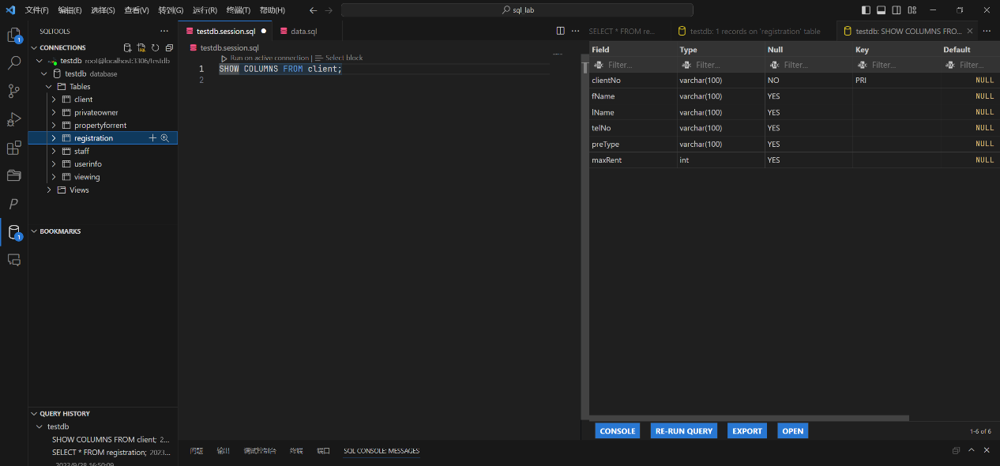 文件(F) 编辑(E) 选择(S) 查看(V) 转到(G) 运行(R) 终端(T) 帮助(H) sql_lab
SQLTOOLS
CONNECTIONS
testdb root@localhost:3306/testdb
testdb database
Tables
client
privateowner
propertyforrent
registration
staff
userinfo
viewing
Views
BOOKMARKS
QUERY HISTORY
testdb
SHOW COLUMNS FROM client; 2...
SELECT * FROM registration; 2023...
2023/9/28 16:50:09
1
1
testdb.session.sql data.sql
testdb.session.sql
Run on active connection | Select block
1 SHOW COLUMNS FROM client;
2
SELECT * FROM re... testdb: 1 records on 'registration' table testdb: SHOW COLUMNS FRO...
Field Type Null Key Default
Filter... Filter... Filter... Filter... Filter...
clientNo varchar(100) NO PRI NULL
fName varchar(100) YES NULL
lName varchar(100) YES NULL
telNo varchar(100) YES NULL
preType varchar(100) YES NULL
maxRent int YES NULL
CONSOLE RE-RUN QUERY EXPORT OPEN 1-6 of 6
问题 输出 调试控制台 终端 端口 SQL CONSOLE: MESSAGES